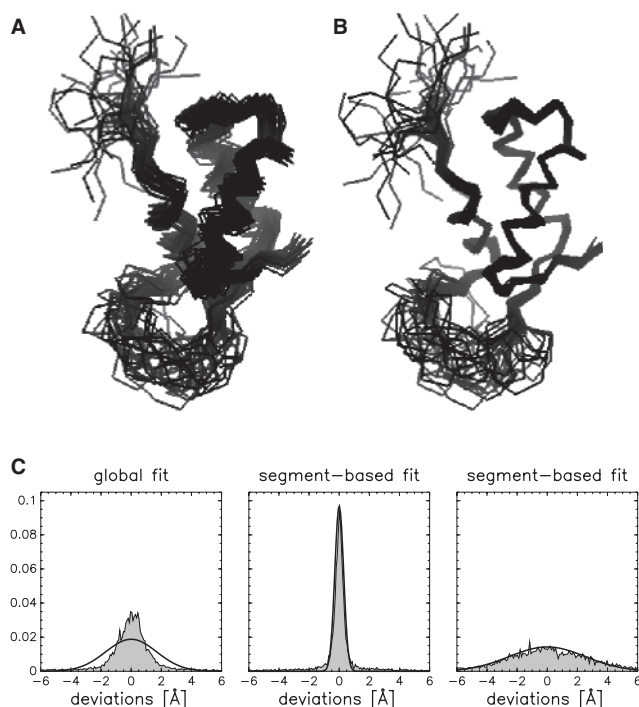 A
B
C
global fit
segment-based fit
segment-based fit
0.1
0.08
0.06
0.04
0.02
0
-6 -4 -2 0 2 4 6
-6 -4 -2 0 2 4 6
-6 -4 -2 0 2 4 6
deviations [Å]
deviations [Å]
deviations [Å]